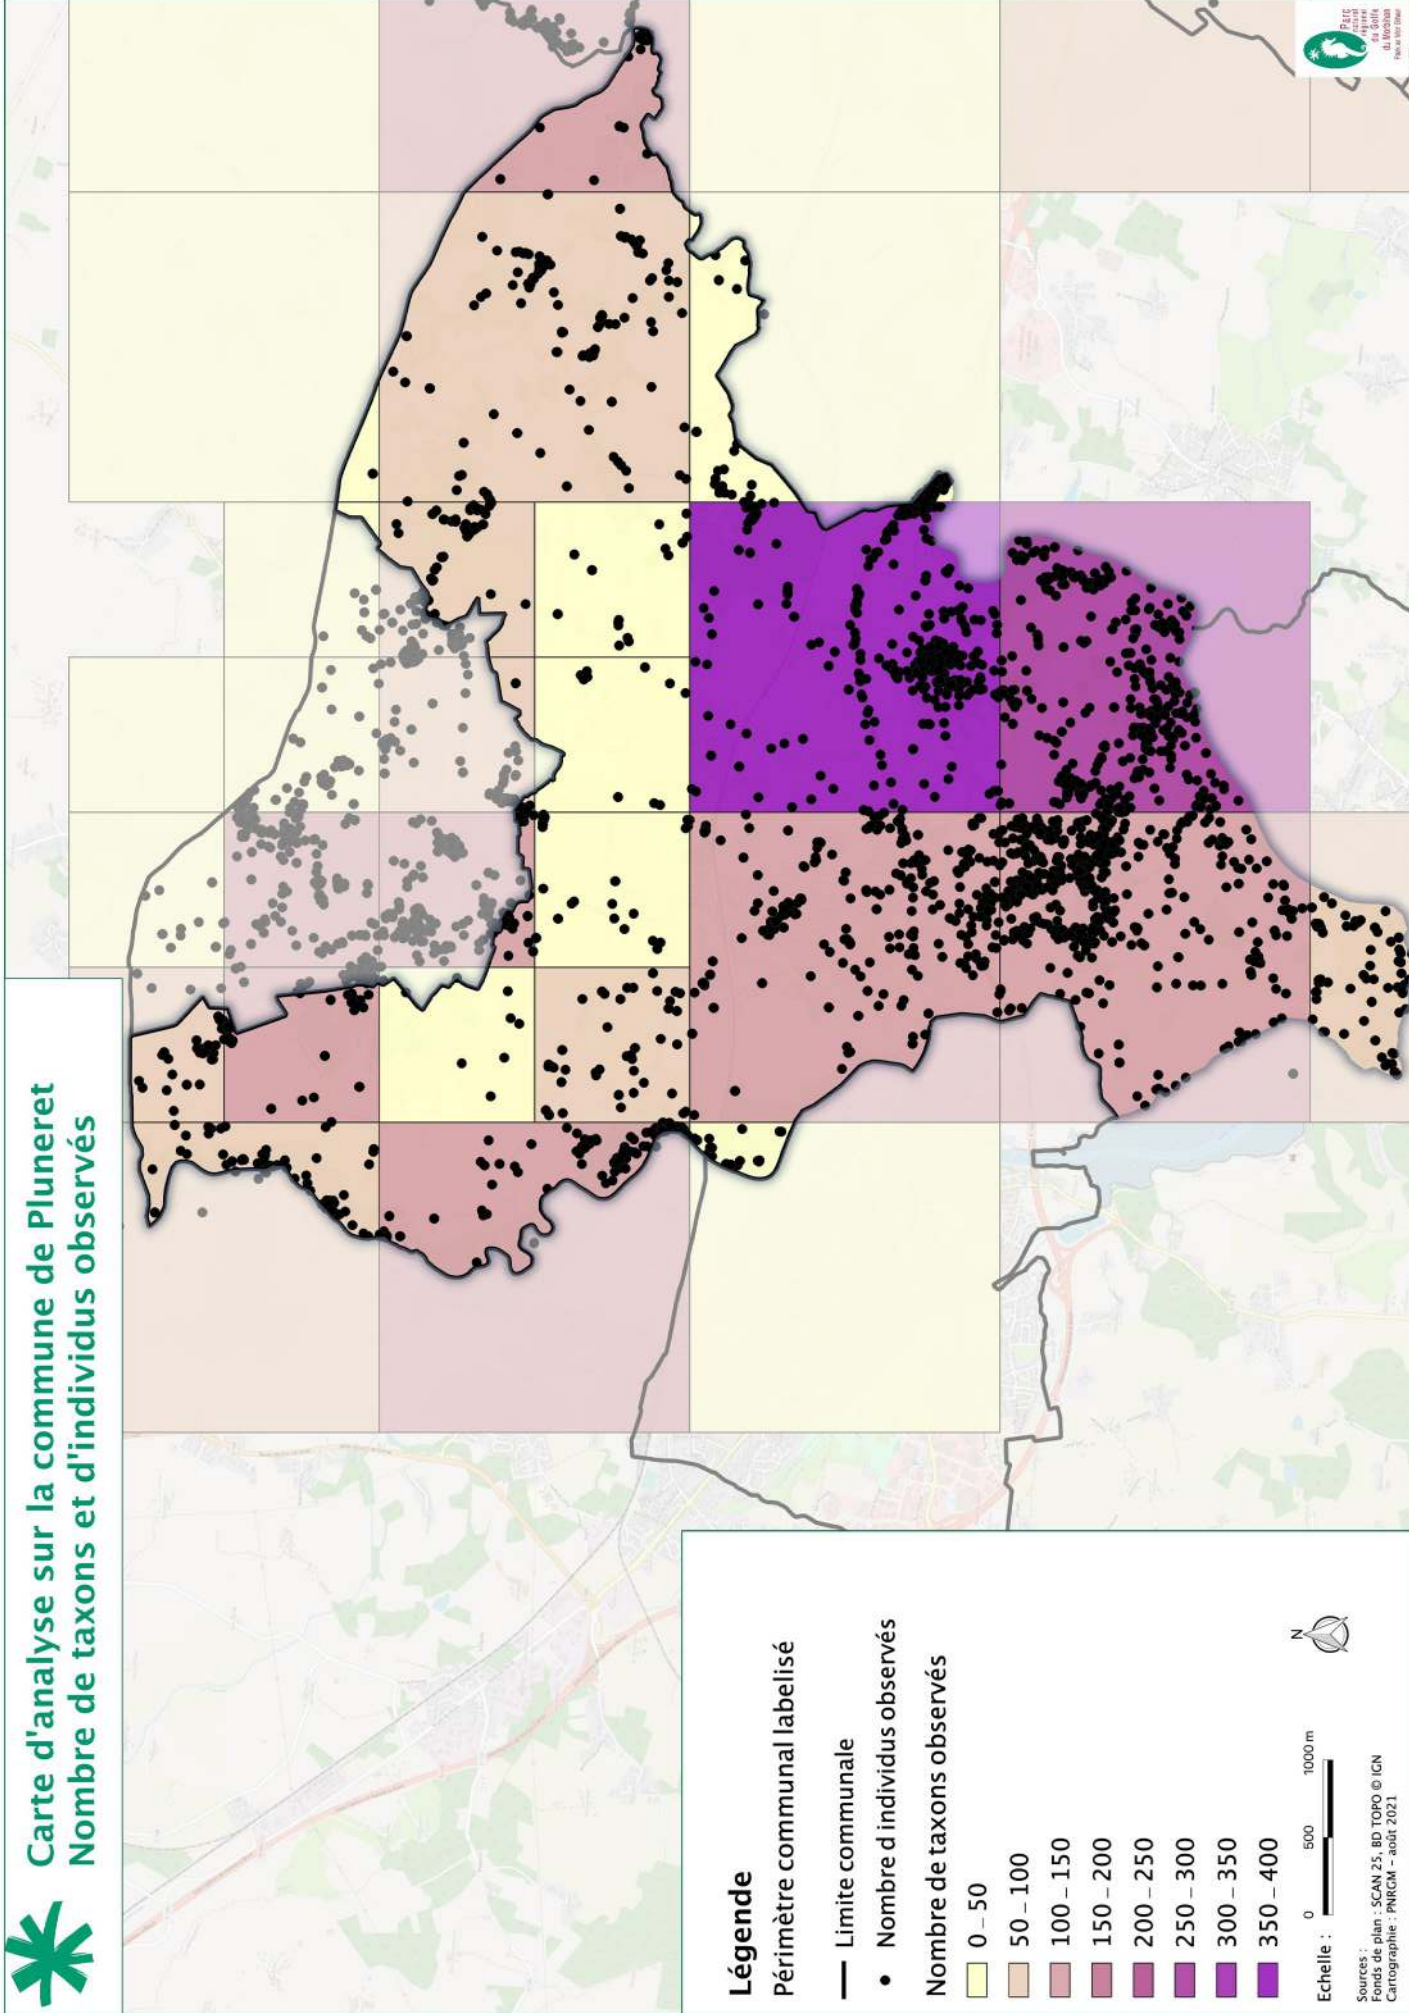 Carte d'analyse sur la commune de Pluneret
Nombre de taxons et d'individus observés
Légende
Périmètre communal labelisé
Limite communale
Nombre d individus observés
Nombre de taxons observés
0 – 50
50 – 100
100 – 150
150 – 200
200 – 250
250 – 300
300 – 350
350 – 400
Echelle :
0 500 1000 m
N
Sources :
Fonds de plan : SCAN 25, BD TOPO © IGN
Cartographie : PNRGM – août 2021
Parc
naturel
régional
du Golfe
du Morbihan